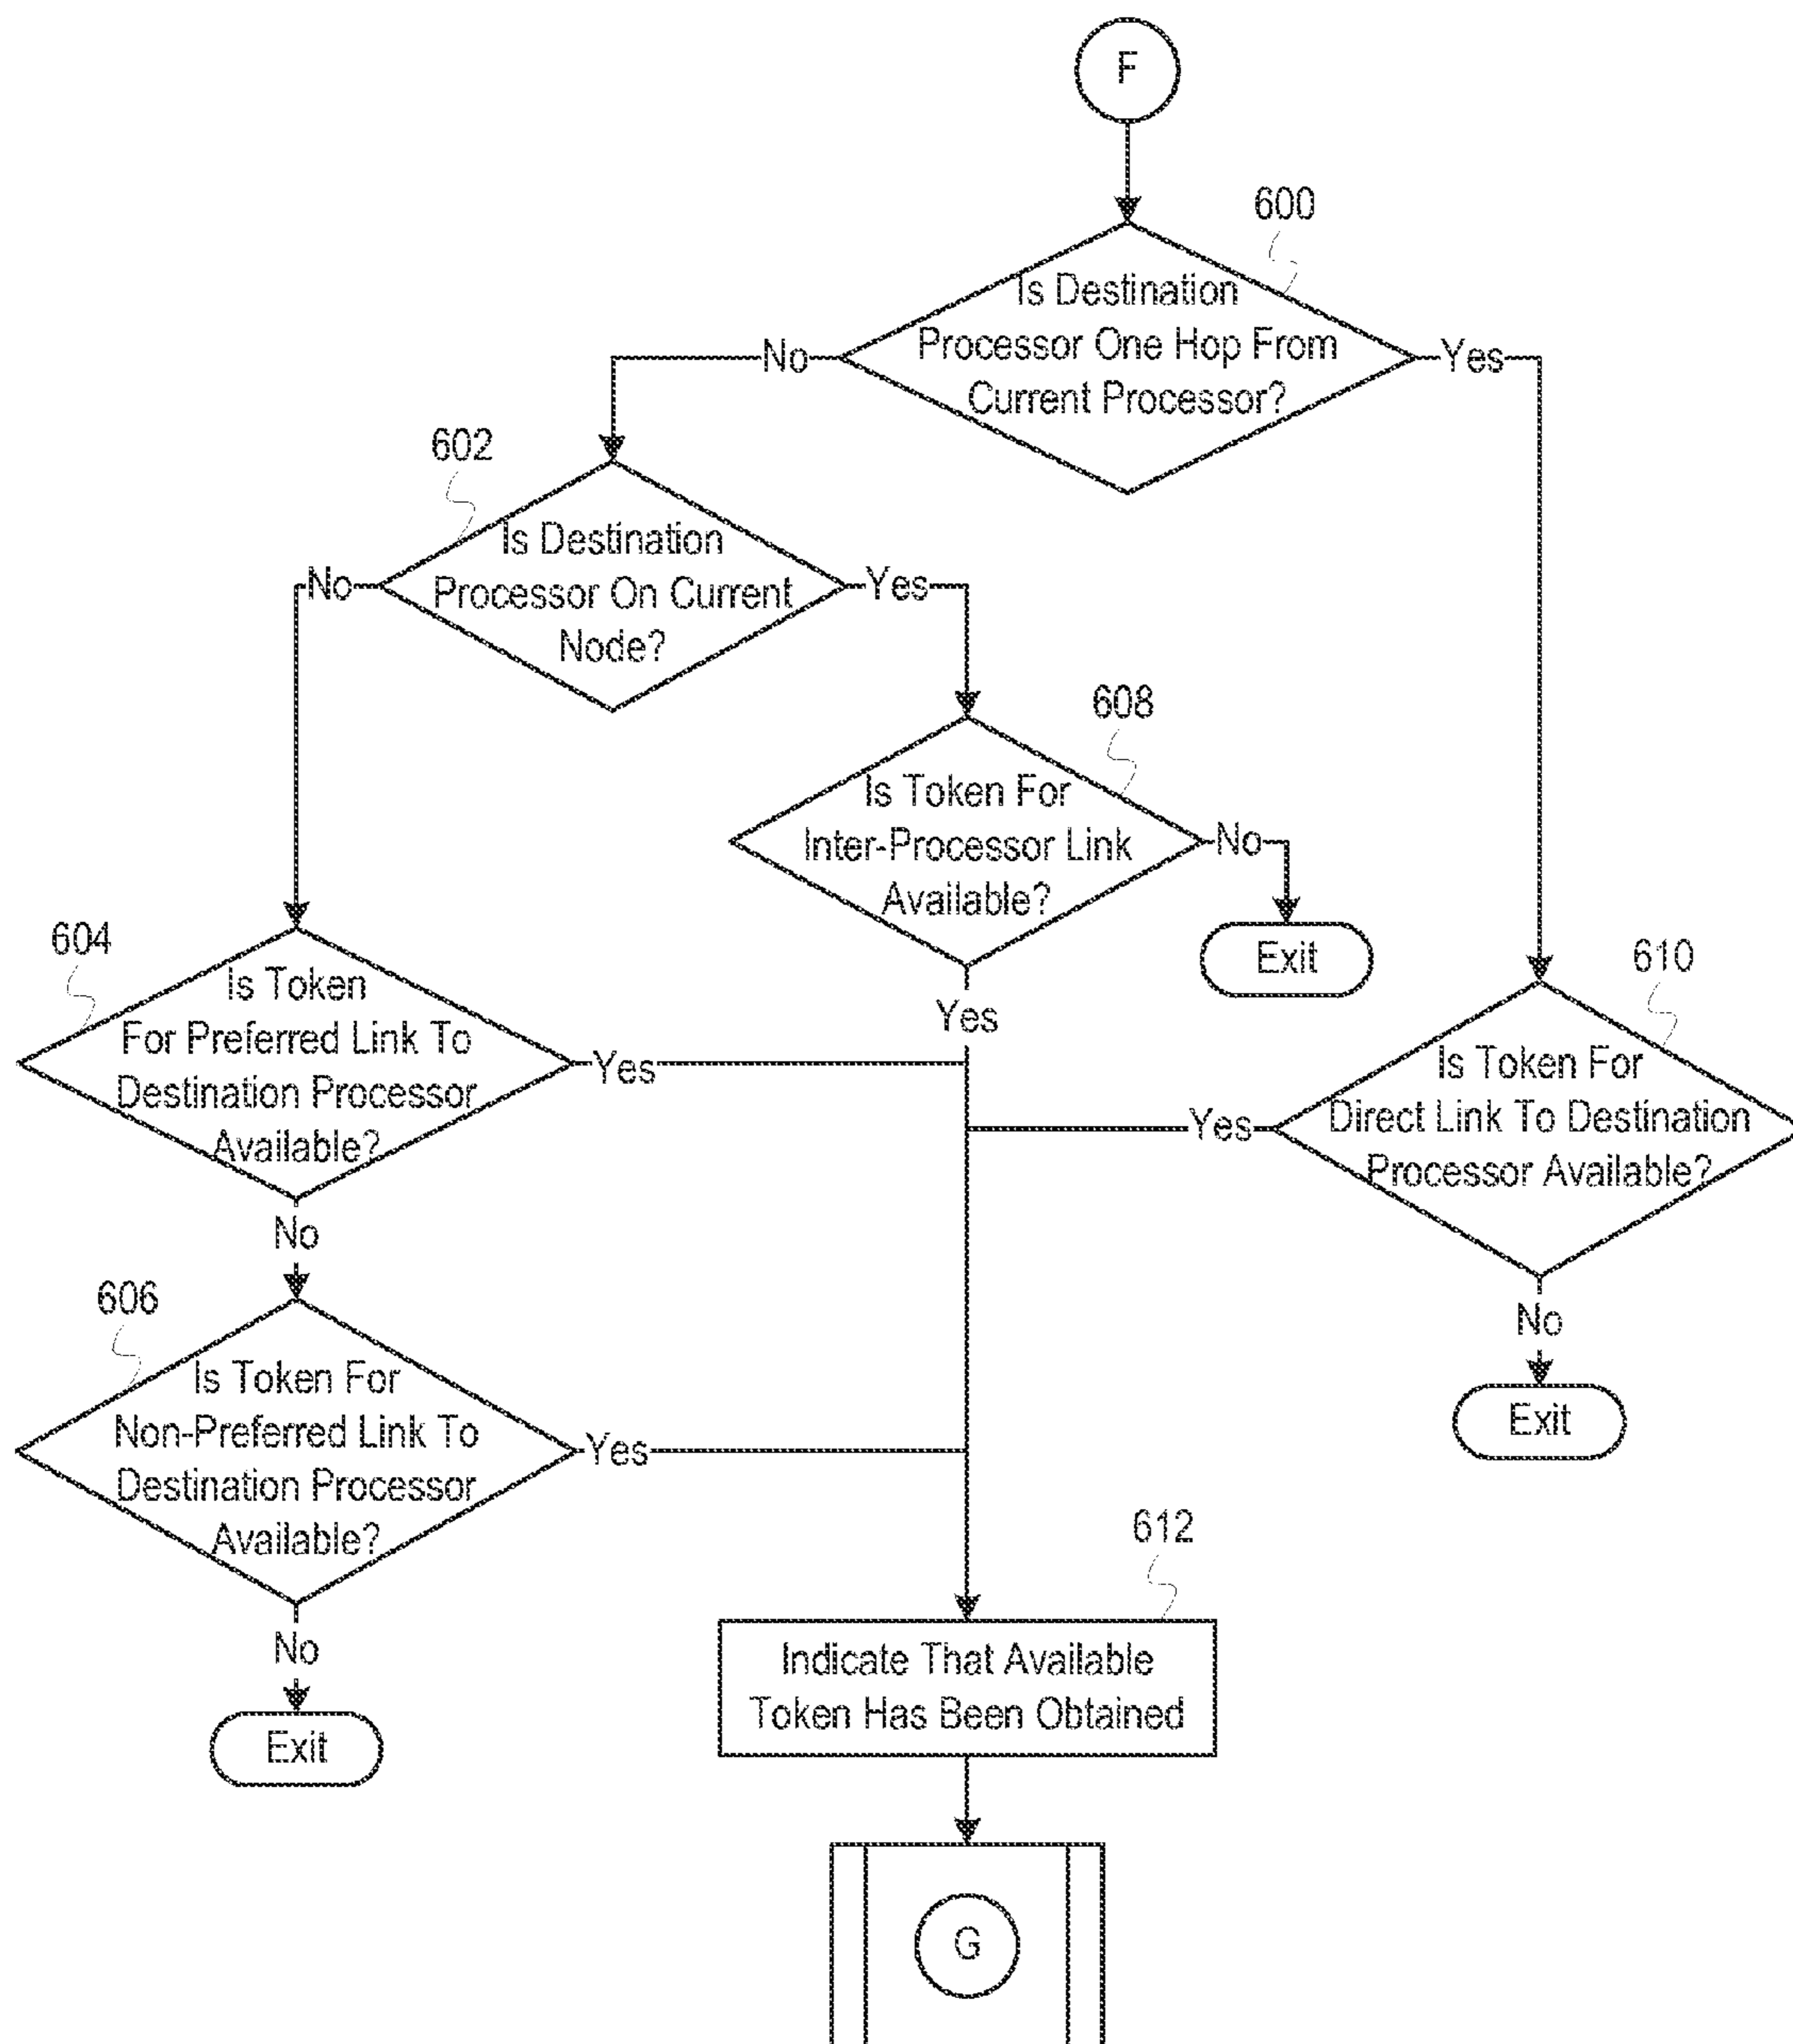 F
600
Is Destination
Processor One Hop From
Current Processor?
No
Yes
602
Is Destination
Processor On Current
Node?
No
Yes
608
Is Token For
Inter-Processor Link
Available?
No
Exit
Yes
604
Is Token
For Preferred Link To
Destination Processor
Available?
Yes
No
610
Is Token For
Direct Link To Destination
Processor Available?
Yes
No
Exit
606
Is Token For
Non-Preferred Link To
Destination Processor
Available?
Yes
No
Exit
612
Indicate That Available
Token Has Been Obtained
G